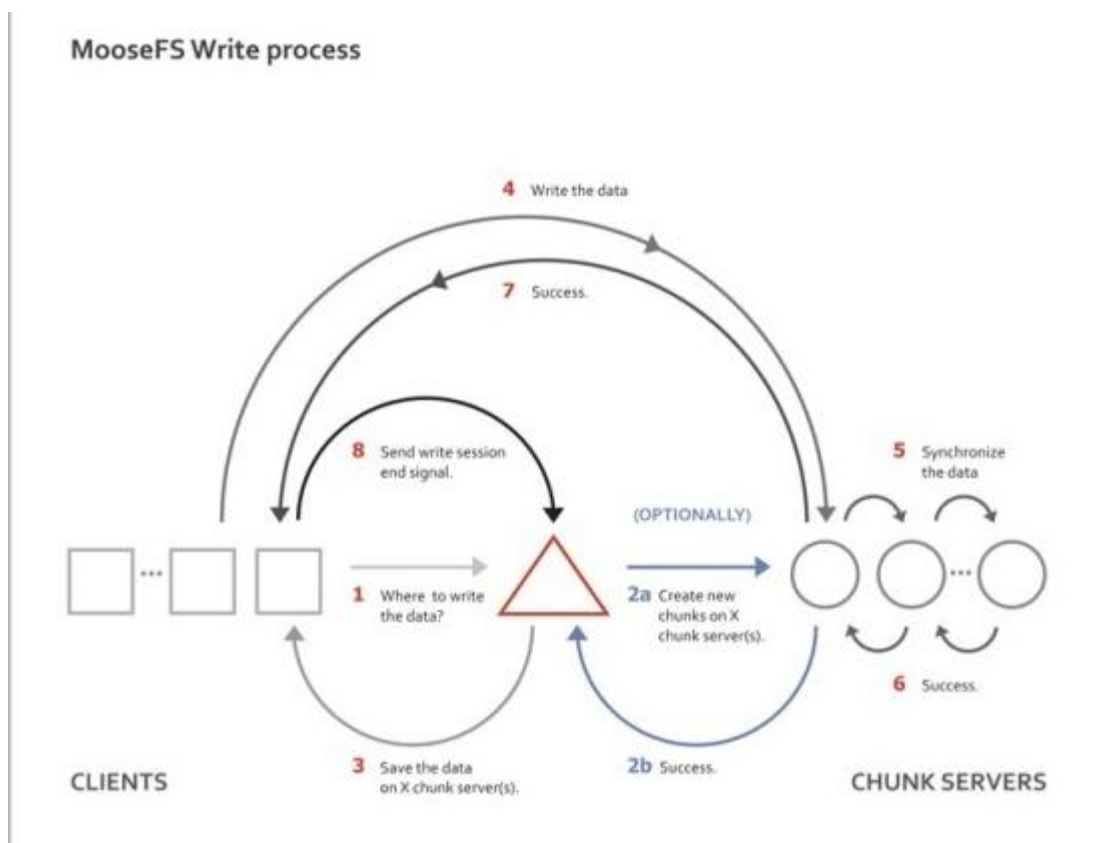 MooseFS Write process
4 Write the data
7 Success.
8 Send write session
end signal.
5 Synchronize
the data
(OPTIONALLY)
1 Where to write
the data?
2a Create new
chunks on X
chunk server(s).
6 Success.
3 Save the data
on X chunk server(s).
2b Success.
CLIENTS
CHUNK SERVERS